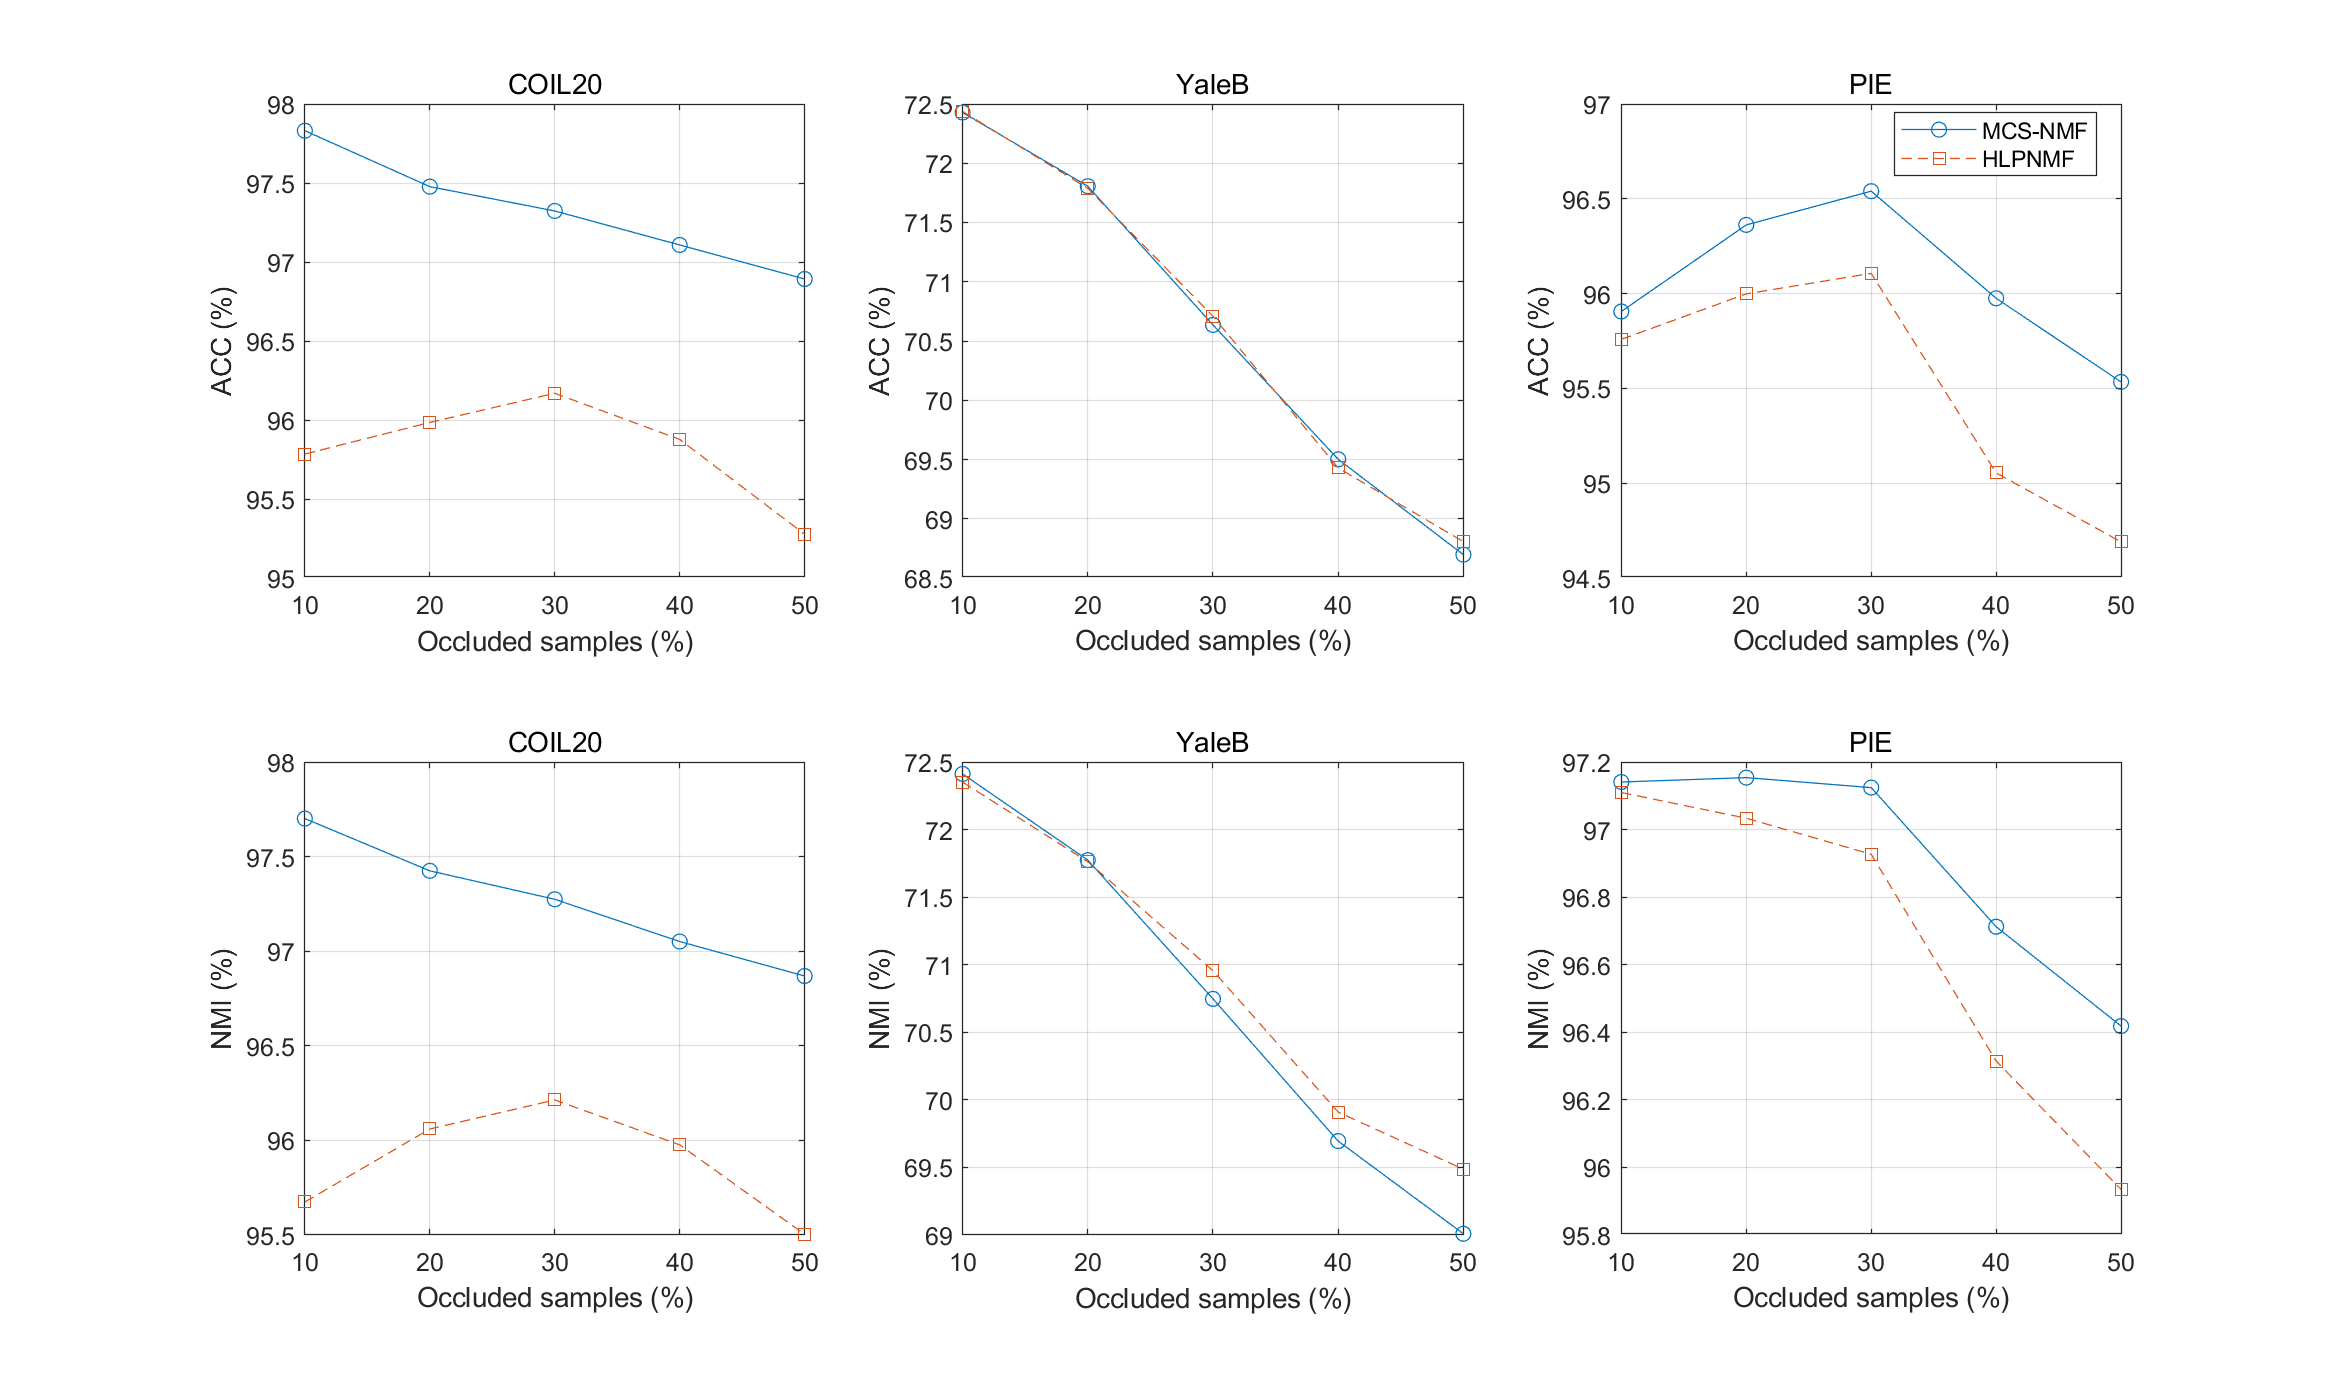 COIL20
98
97.5
97
96.5
96
95.5
95
ACC (%)
10 20 30 40 50
Occluded samples (%)
YaleB
72.5
72
71.5
71
70.5
70
69.5
69
68.5
ACC (%)
10 20 30 40 50
Occluded samples (%)
PIE
97
96.5
96
95.5
95
94.5
ACC (%)
MCS-NMF
HLPNMF
10 20 30 40 50
Occluded samples (%)
COIL20
98
97.5
97
96.5
96
95.5
NMI (%)
10 20 30 40 50
Occluded samples (%)
YaleB
72.5
72
71.5
71
70.5
70
69.5
69
NMI (%)
10 20 30 40 50
Occluded samples (%)
PIE
97.2
97
96.8
96.6
96.4
96.2
96
95.8
NMI (%)
10 20 30 40 50
Occluded samples (%)